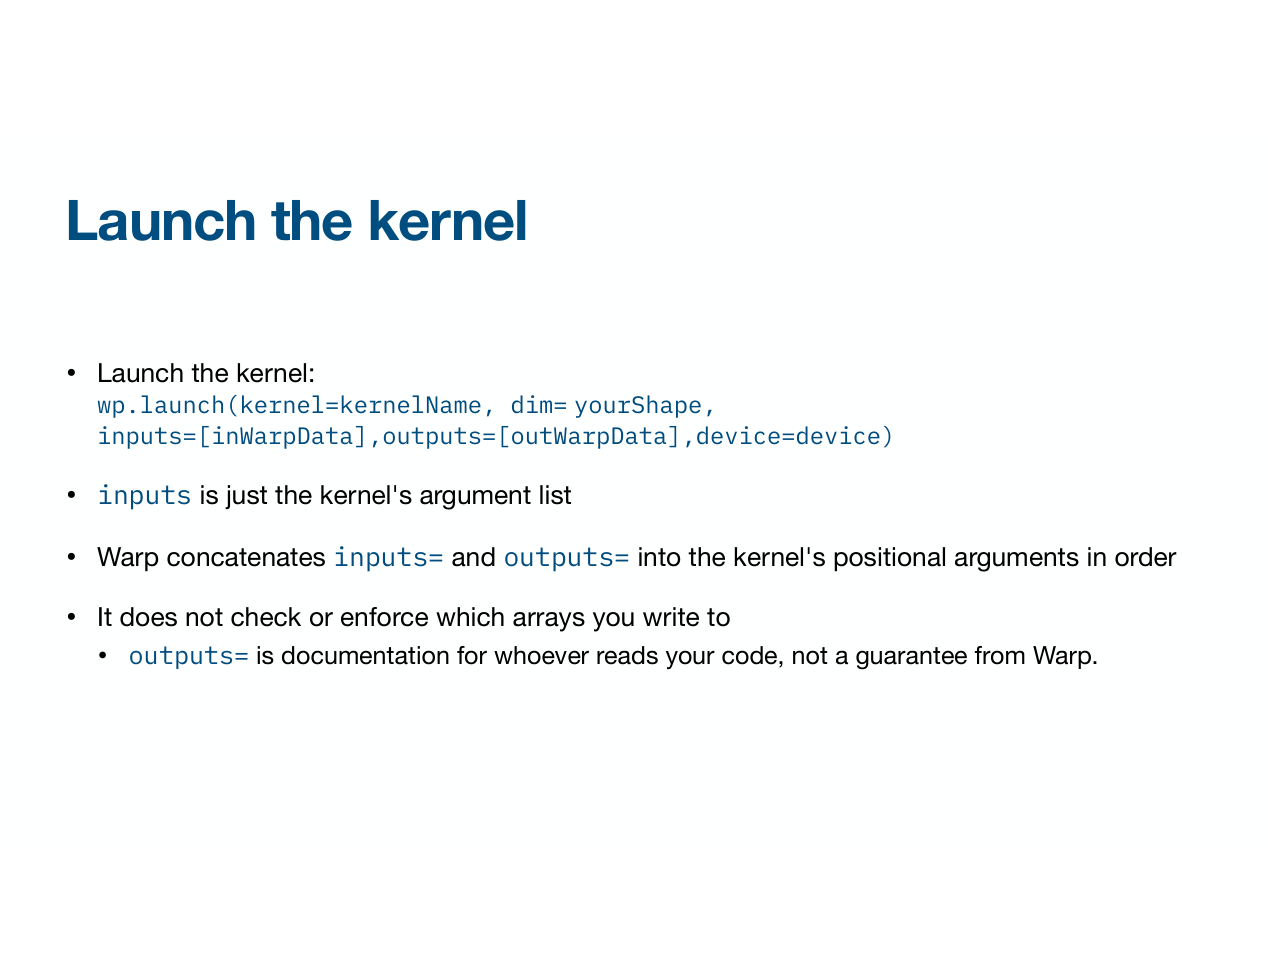 Launch the kernel
• Launch the kernel:
wp.launch(kernel=kernelName, dim= yourShape,
inputs=[inWarpData],outputs=[outWarpData],device=device)
• inputs is just the kernel's argument list
• Warp concatenates inputs= and outputs= into the kernel's positional arguments in order
• It does not check or enforce which arrays you write to
• outputs= is documentation for whoever reads your code, not a guarantee from Warp.